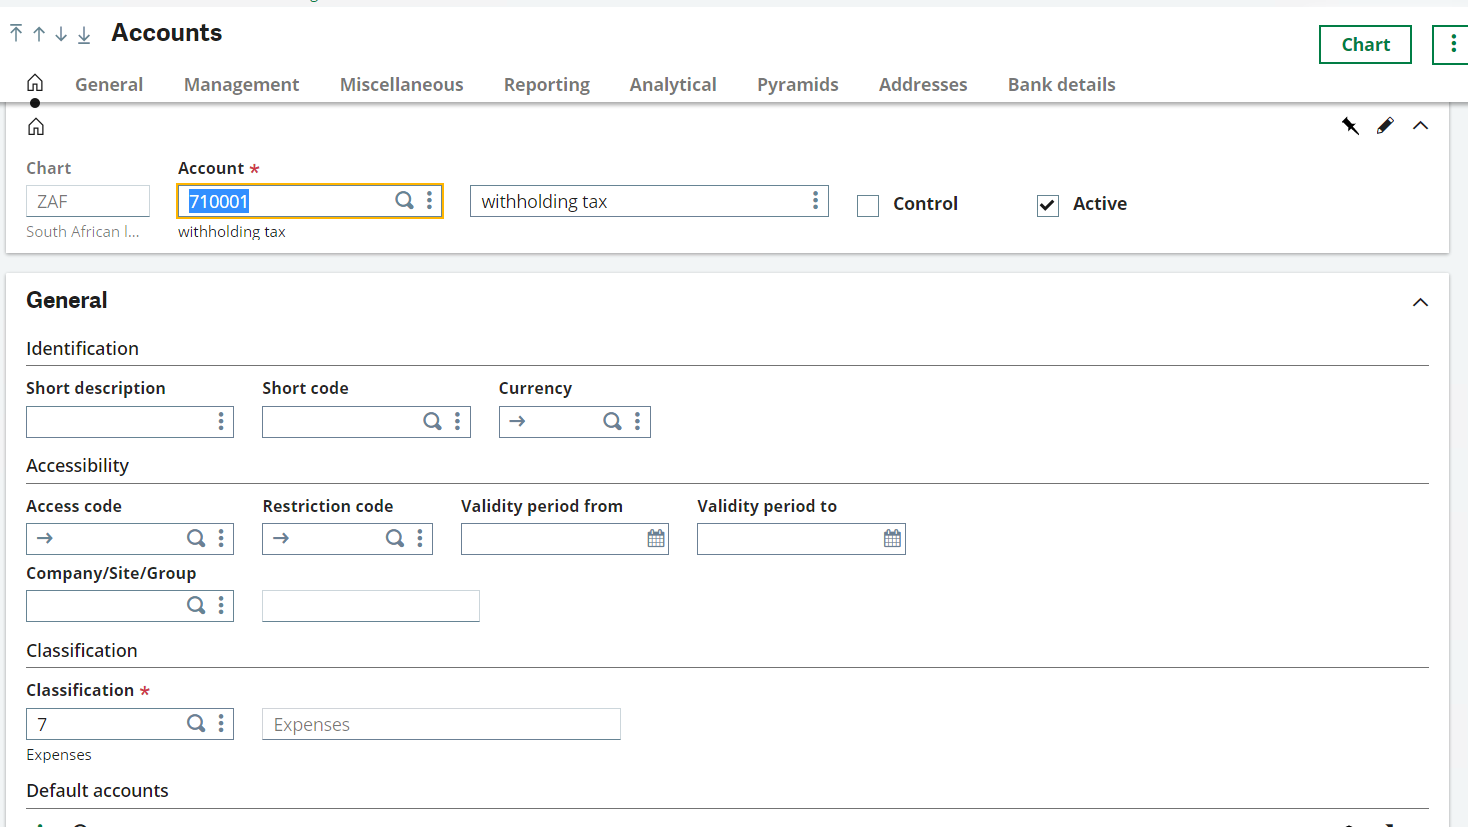 Accounts
Chart
General Management Miscellaneous Reporting Analytical Pyramids Addresses Bank details
Chart Account *
ZAF 710001 withholding tax Control Active
South African l... withholding tax
General
Identification
Short description Short code Currency
Accessibility
Access code Restriction code Validity period from Validity period to
Company/Site/Group
Classification
Classification *
7 Expenses
Expenses
Default accounts